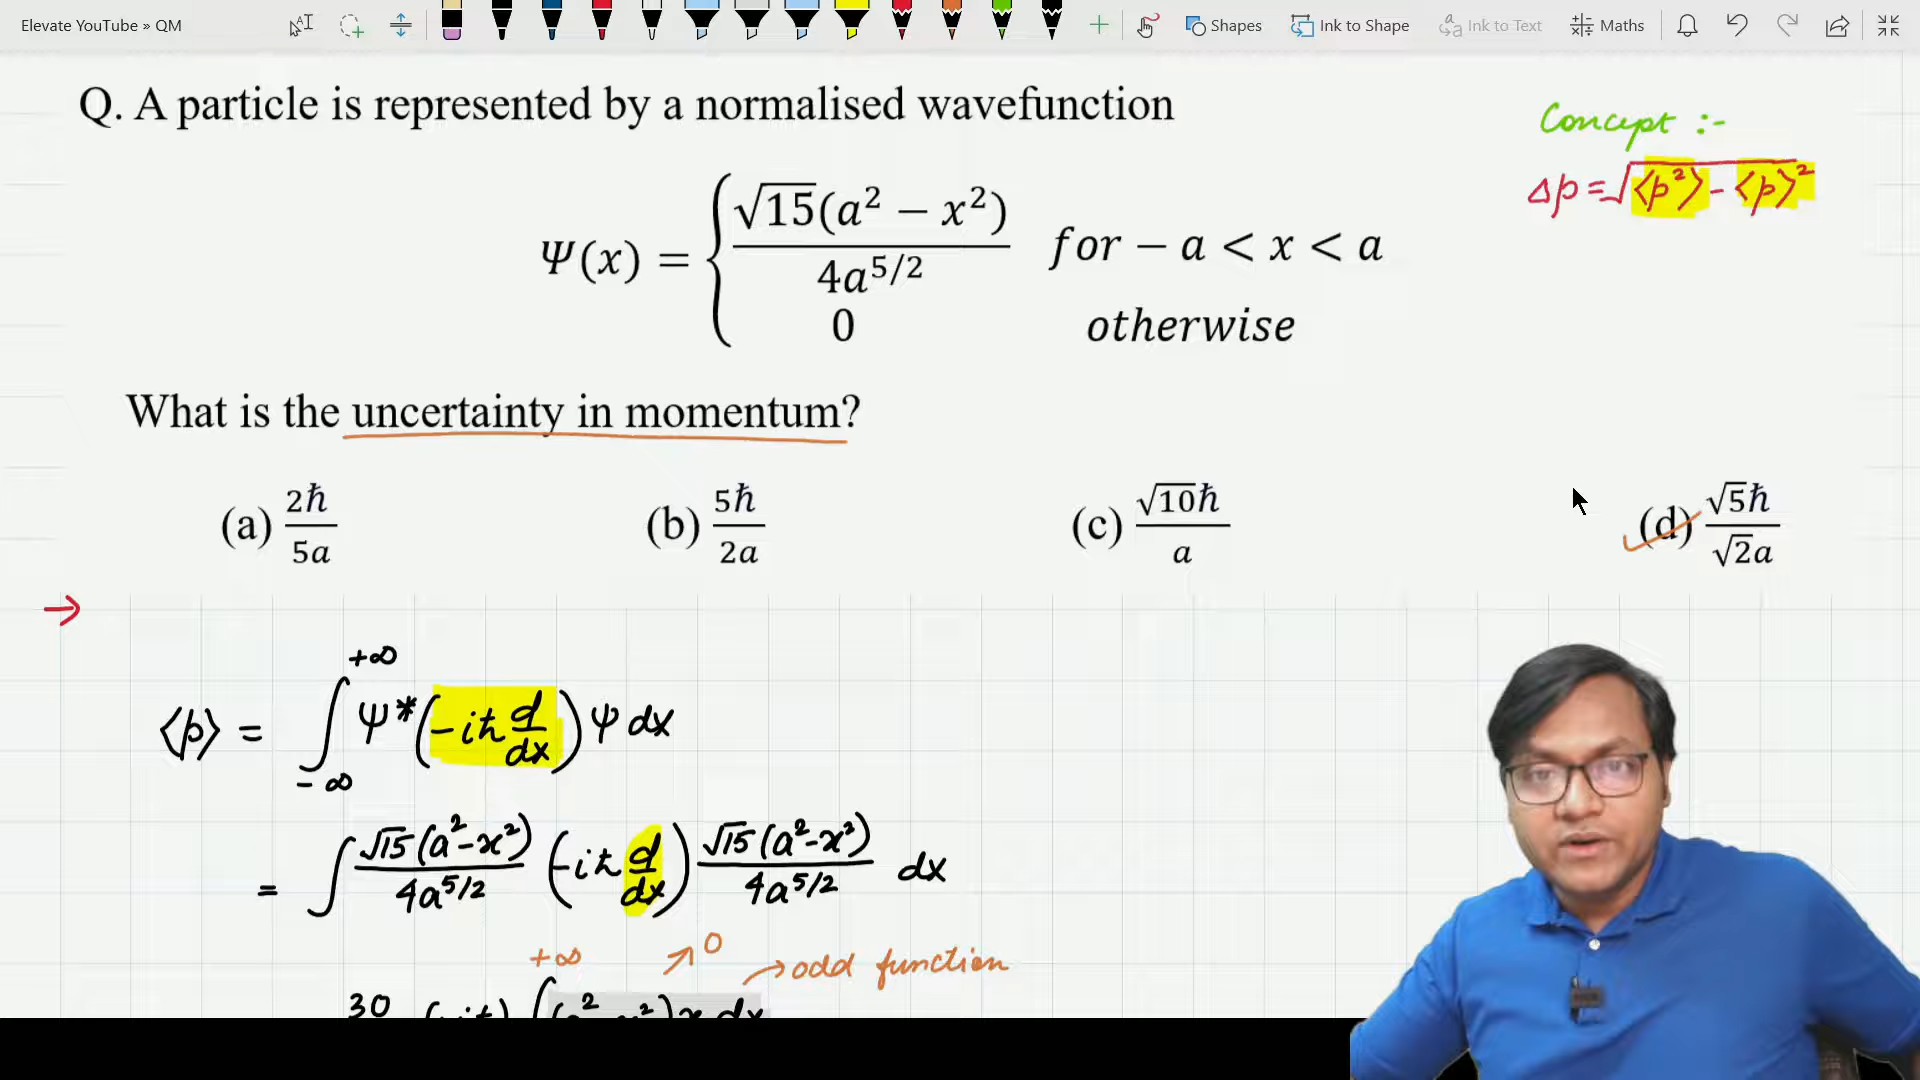 Elevate YouTube » QM Shapes Ink to Shape Ink to Text Maths
Q. A particle is represented by a normalised wavefunction
Concept :-
Δp = √⟨p²⟩ - ⟨p⟩²
Ψ(x) = { √15(a² − x²) / 4a^5/2 for − a < x < a
0 otherwise
What is the uncertainty in momentum?
(a) 2ħ/5a (b) 5ħ/2a (c) √10ħ/a (d) √5ħ/√2a
→
⟨p⟩ = ∫_-∞^+∞ ψ* (-iħ d/dx) ψ dx
= ∫ √15 (a²-x²)/4a^5/2 (-iħ d/dx) √15 (a²-x²)/4a^5/2 dx
+∞ → 0 → odd function
30